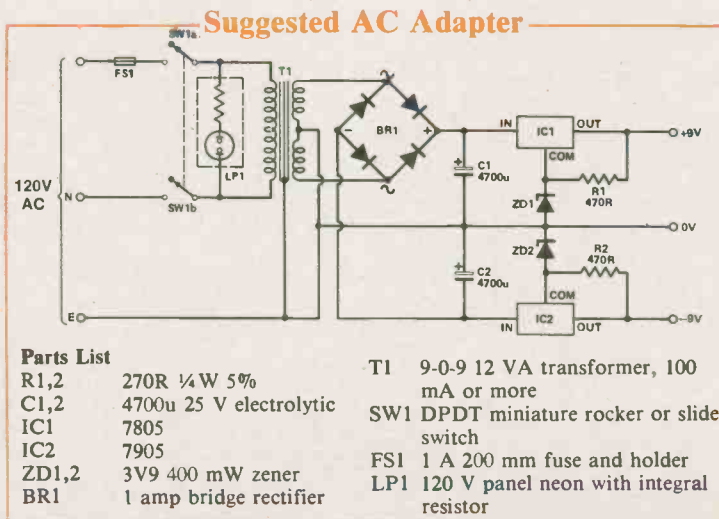 Suggested AC Adapter
SW1a
FS1
T1
LP1
120V
AC
N
SW1b
E
BR1
-
+
+
C1
4700u
+
C2
4700u
IN
IC1
OUT
COM
R1
470R
ZD1
ZD2
R2
470R
COM
IN
IC2
OUT
+9V
0V
-9V
Parts List
R1,2 270R ¼W 5%
C1,2 4700u 25 V electrolytic
IC1 7805
IC2 7905
ZD1,2 3V9 400 mW zener
BR1 1 amp bridge rectifier
T1 9-0-9 12 VA transformer, 100
mA or more
SW1 DPDT miniature rocker or slide
switch
FS1 1 A 200 mm fuse and holder
LP1 120 V panel neon with integral
resistor